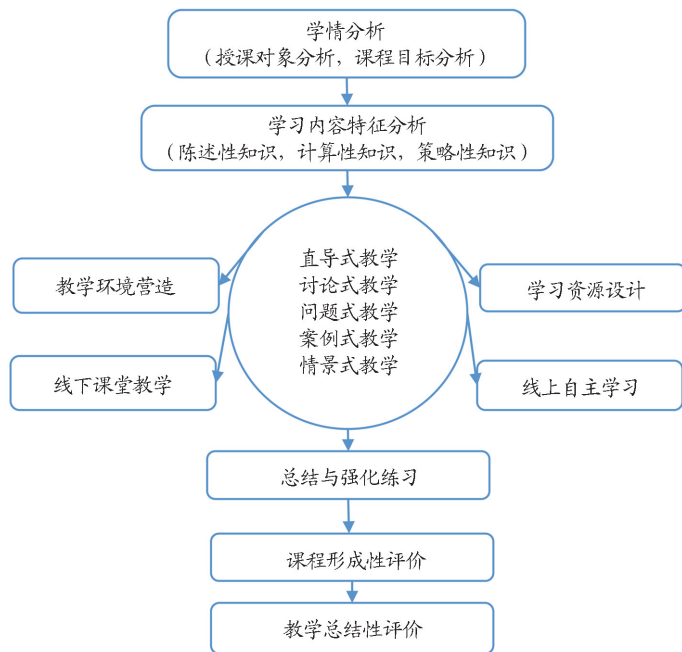 学情分析
（授课对象分析，课程目标分析）
学习内容特征分析
（陈述性知识，计算性知识，策略性知识）
直导式教学
讨论式教学
问题式教学
案例式教学
情景式教学
教学环境营造
学习资源设计
线下课堂教学
线上自主学习
总结与强化练习
课程形成性评价
教学总结性评价